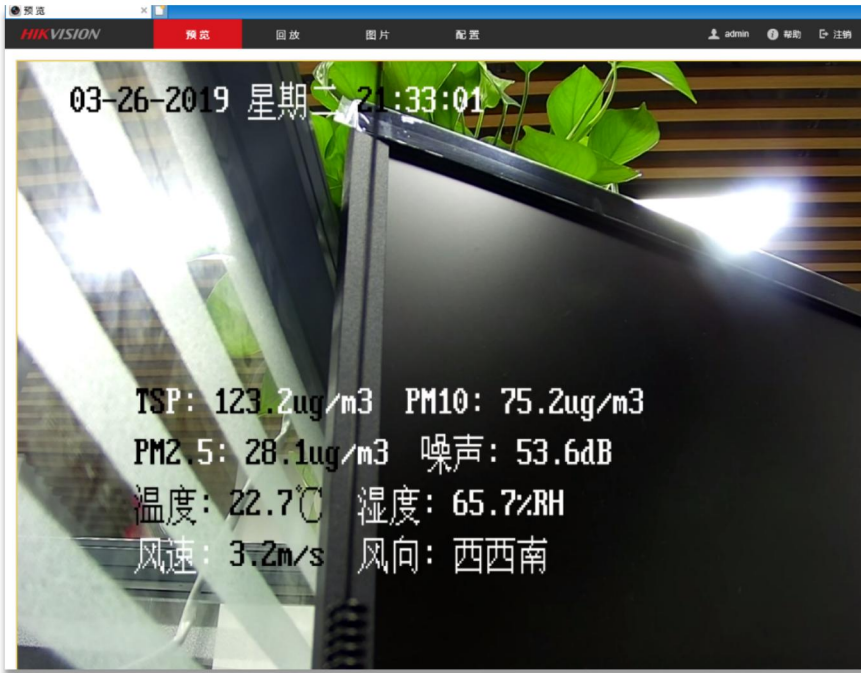 预览
HIKVISION 预览 回放 图片 配置 admin 帮助 注销
03-26-2019 星期二 21:33:01
TSP: 123.2ug/m3 PM10: 75.2ug/m3
PM2.5: 28.1ug/m3 噪声: 53.6dB
温度: 22.7℃ 湿度: 65.7%RH
风速: 3.2m/s 风向: 西西南